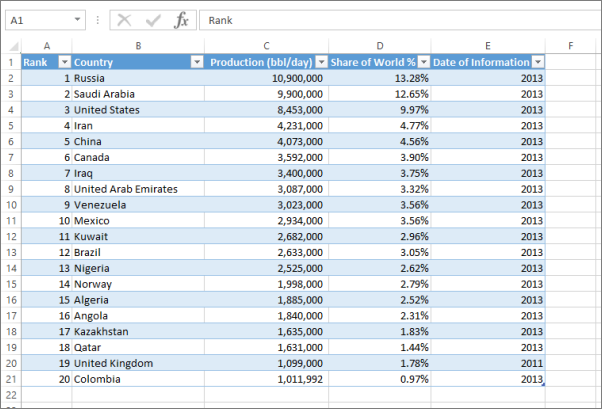 A1 fx Rank
A B C D E F
1 Rank Country Production (bbl/day) Share of World % Date of Information
2 1 Russia 10,900,000 13.28% 2013
3 2 Saudi Arabia 9,900,000 12.65% 2013
4 3 United States 8,453,000 9.97% 2013
5 4 Iran 4,231,000 4.77% 2013
6 5 China 4,073,000 4.56% 2013
7 6 Canada 3,592,000 3.90% 2013
8 7 Iraq 3,400,000 3.75% 2013
9 8 United Arab Emirates 3,087,000 3.32% 2013
10 9 Venezuela 3,023,000 3.56% 2013
11 10 Mexico 2,934,000 3.56% 2013
12 11 Kuwait 2,682,000 2.96% 2013
13 12 Brazil 2,633,000 3.05% 2013
14 13 Nigeria 2,525,000 2.62% 2013
15 14 Norway 1,998,000 2.79% 2013
16 15 Algeria 1,885,000 2.52% 2013
17 16 Angola 1,840,000 2.31% 2013
18 17 Kazakhstan 1,635,000 1.83% 2013
19 18 Qatar 1,631,000 1.44% 2013
20 19 United Kingdom 1,099,000 1.78% 2011
21 20 Colombia 1,011,992 0.97% 2013
22
23